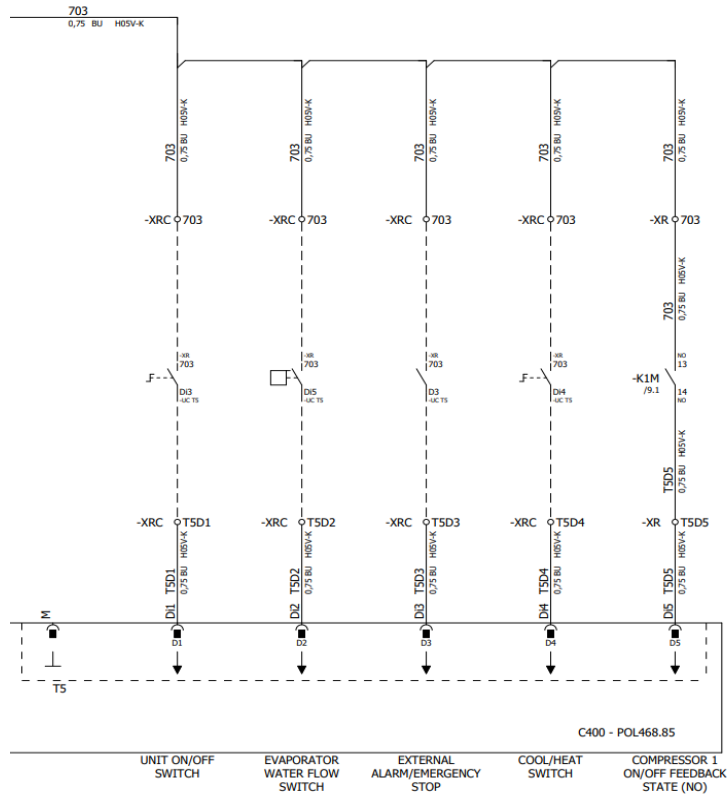 703
0,75 BU H05V-K
703
0,75 BU H05V-K
703
0,75 BU H05V-K
703
0,75 BU H05V-K
703
0,75 BU H05V-K
703
0,75 BU H05V-K
-XRC 703
-XRC 703
-XRC 703
-XRC 703
-XR 703
703
0,75 BU H05V-K
-XR
703
Di3
-UC T5
-XR
703
Di5
-UC T5
-XR
703
D3
-UC T5
-XR
703
Di4
-UC T5
NO
13
-K1M
/9.1
14
NO
T5D5
0,75 BU H05V-K
-XRC T5D1
-XRC T5D2
-XRC T5D3
-XRC T5D4
-XR T5D5
T5D1
0,75 BU H05V-K
T5D2
0,75 BU H05V-K
T5D3
0,75 BU H05V-K
T5D4
0,75 BU H05V-K
T5D5
0,75 BU H05V-K
M
Di1
Di2
Di3
Di4
Di5
D1
D2
D3
D4
D5
T5
C400 - POL468.85
UNIT ON/OFF
SWITCH
EVAPORATOR
WATER FLOW
SWITCH
EXTERNAL
ALARM/EMERGENCY
STOP
COOL/HEAT
SWITCH
COMPRESSOR 1
ON/OFF FEEDBACK
STATE (NO)